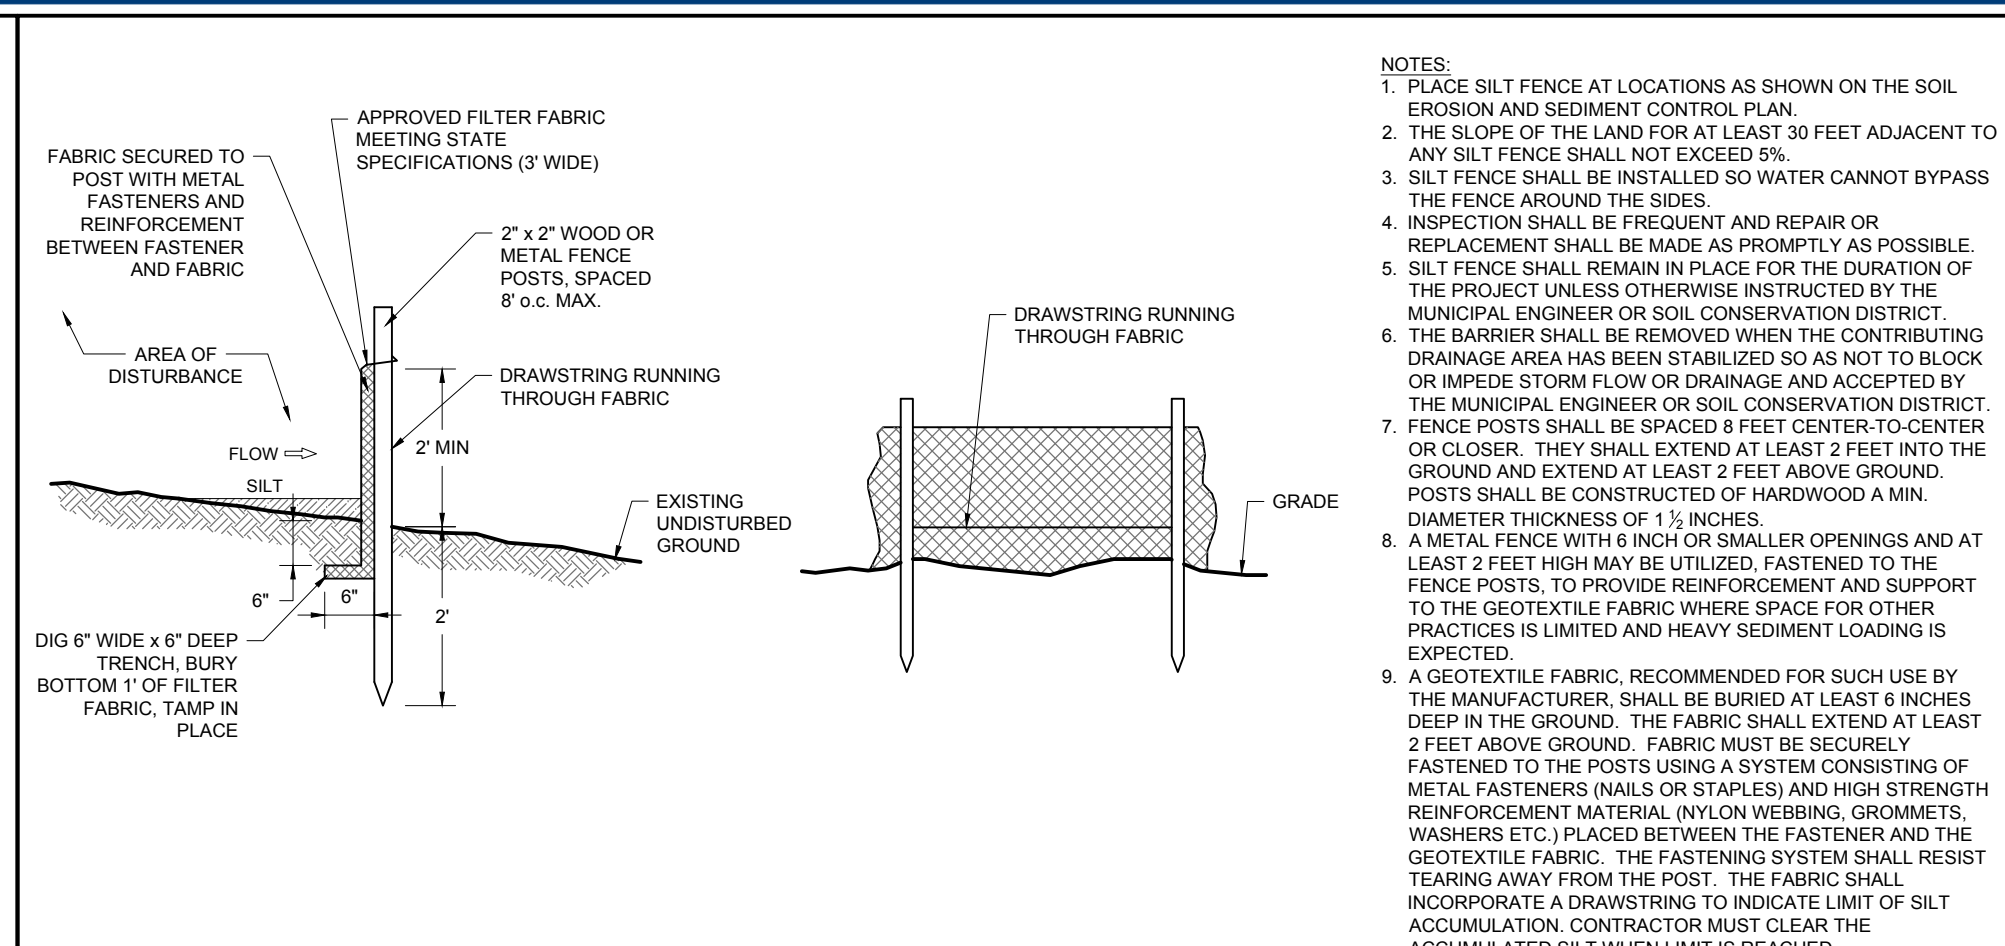 APPROVED FILTER FABRIC
MEETING STATE
SPECIFICATIONS (3' WIDE)
FABRIC SECURED TO
POST WITH METAL
FASTENERS AND
REINFORCEMENT
BETWEEN FASTENER
AND FABRIC
2" x 2" WOOD OR
METAL FENCE
POSTS, SPACED
8' o.c. MAX.
AREA OF
DISTURBANCE
DRAWSTRING RUNNING
THROUGH FABRIC
FLOW
2' MIN
SILT
EXISTING
UNDISTURBED
GROUND
6"
6"
2'
DIG 6" WIDE x 6" DEEP
TRENCH, BURY
BOTTOM 1' OF FILTER
FABRIC, TAMP IN
PLACE
DRAWSTRING RUNNING
THROUGH FABRIC
GRADE
NOTES:
1. PLACE SILT FENCE AT LOCATIONS AS SHOWN ON THE SOIL
EROSION AND SEDIMENT CONTROL PLAN.
2. THE SLOPE OF THE LAND FOR AT LEAST 30 FEET ADJACENT TO
ANY SILT FENCE SHALL NOT EXCEED 5%.
3. SILT FENCE SHALL BE INSTALLED SO WATER CANNOT BYPASS
THE FENCE AROUND THE SIDES.
4. INSPECTION SHALL BE FREQUENT AND REPAIR OR
REPLACEMENT SHALL BE MADE AS PROMPTLY AS POSSIBLE.
5. SILT FENCE SHALL REMAIN IN PLACE FOR THE DURATION OF
THE PROJECT UNLESS OTHERWISE INSTRUCTED BY THE
MUNICIPAL ENGINEER OR SOIL CONSERVATION DISTRICT.
6. THE BARRIER SHALL BE REMOVED WHEN THE CONTRIBUTING
DRAINAGE AREA HAS BEEN STABILIZED SO AS NOT TO BLOCK
OR IMPEDE STORM FLOW OR DRAINAGE AND ACCEPTED BY
THE MUNICIPAL ENGINEER OR SOIL CONSERVATION DISTRICT.
7. FENCE POSTS SHALL BE SPACED 8 FEET CENTER-TO-CENTER
OR CLOSER. THEY SHALL EXTEND AT LEAST 2 FEET INTO THE
GROUND AND EXTEND AT LEAST 2 FEET ABOVE GROUND.
POSTS SHALL BE CONSTRUCTED OF HARDWOOD A MIN.
DIAMETER THICKNESS OF 1 ½ INCHES.
8. A METAL FENCE WITH 6 INCH OR SMALLER OPENINGS AND AT
LEAST 2 FEET HIGH MAY BE UTILIZED, FASTENED TO THE
FENCE POSTS, TO PROVIDE REINFORCEMENT AND SUPPORT
TO THE GEOTEXTILE FABRIC WHERE SPACE FOR OTHER
PRACTICES IS LIMITED AND HEAVY SEDIMENT LOADING IS
EXPECTED.
9. A GEOTEXTILE FABRIC, RECOMMENDED FOR SUCH USE BY
THE MANUFACTURER, SHALL BE BURIED AT LEAST 6 INCHES
DEEP IN THE GROUND. THE FABRIC SHALL EXTEND AT LEAST
2 FEET ABOVE GROUND. FABRIC MUST BE SECURELY
FASTENED TO THE POSTS USING A SYSTEM CONSISTING OF
METAL FASTENERS (NAILS OR STAPLES) AND HIGH STRENGTH
REINFORCEMENT MATERIAL (NYLON WEBBING, GROMMETS,
WASHERS ETC.) PLACED BETWEEN THE FASTENER AND THE
GEOTEXTILE FABRIC. THE FASTENING SYSTEM SHALL RESIST
TEARING AWAY FROM THE POST. THE FABRIC SHALL
INCORPORATE A DRAWSTRING TO INDICATE LIMIT OF SILT
ACCUMULATION. CONTRACTOR MUST CLEAR THE
ACCUMULATED SILT WHEN LIMIT IS REACHED